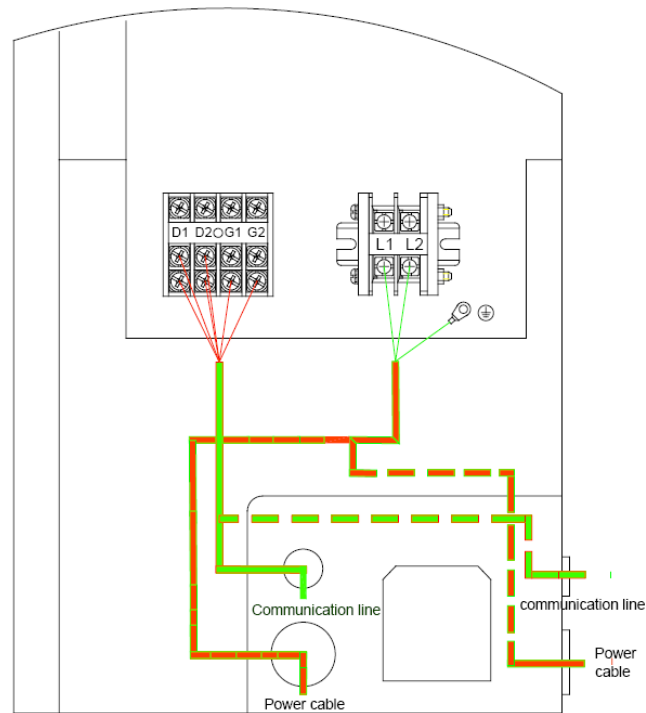 D1 D2 G1 G2
L1 L2
Communication line
communication line
Power
cable
Power cable